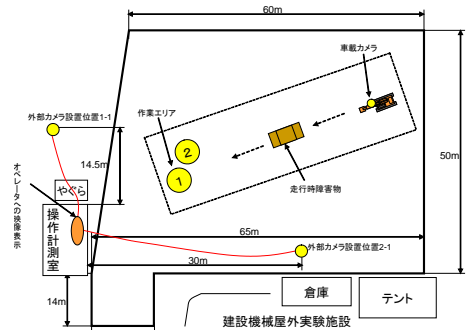 60m
車載カメラ
外部カメラ設置位置1-1
作業エリア
2
1
50m
14.5m
走行時障害物
オペレータへの映像表示
やぐら
操作計測室
65m
外部カメラ設置位置2-1
30m
14m
倉庫
テント
建設機械屋外実験施設